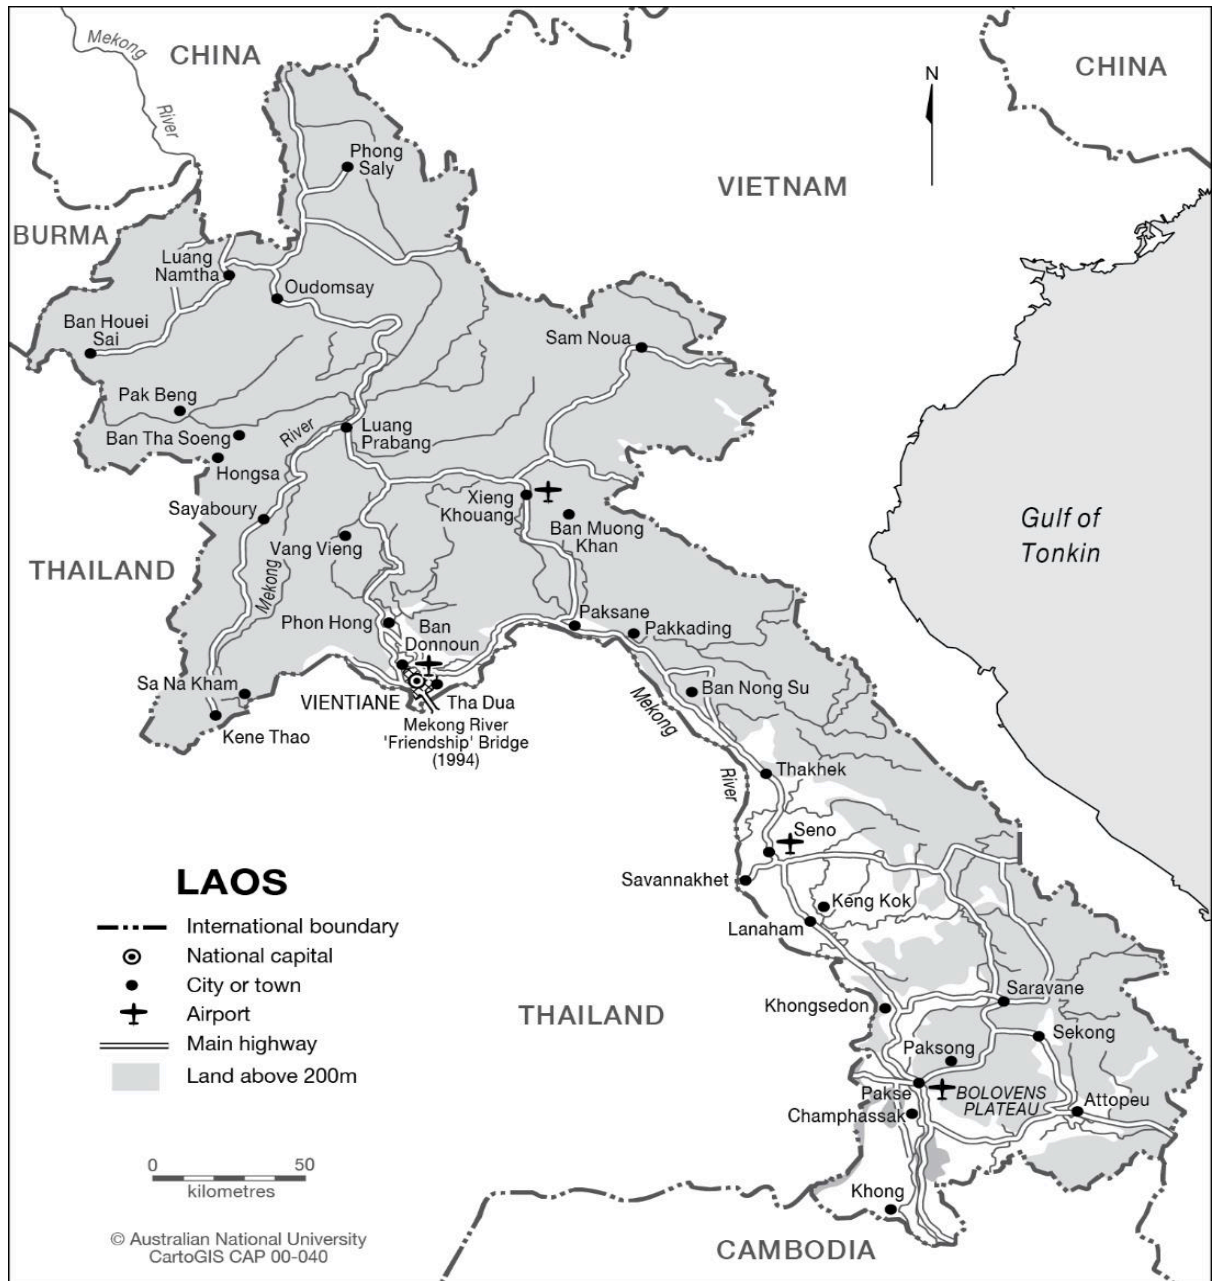 Mekong
River
CHINA
CHINA
N
Phong
Saly
VIETNAM
BURMA
Luang
Namtha
Oudomsay
Ban Houei
Sai
Sam Noua
Pak Beng
Ban Tha Soeng
River
Luang
Prabang
Hongsa
Xieng
Khouang
Sayaboury
Ban Muong
Khan
Gulf of
Tonkin
Vang Vieng
THAILAND
Mekong
Paksane
Phon Hong
Ban
Donnoun
Pakkading
Sa Na Kham
VIENTIANE
Tha Dua
Ban Nong Su
Mekong
River
Kene Thao
Mekong River
'Friendship' Bridge
(1994)
Thakhek
Seno
Savannakhet
Keng Kok
Lanaham
Saravane
Khongsedon
THAILAND
Sekong
Paksong
Pakse
BOLOVENS
PLATEAU
Attopeu
Champhassak
Khong
CAMBODIA
LAOS
International boundary
National capital
City or town
Airport
Main highway
Land above 200m
0 50
kilometres
© Australian National University
CartoGIS CAP 00-040